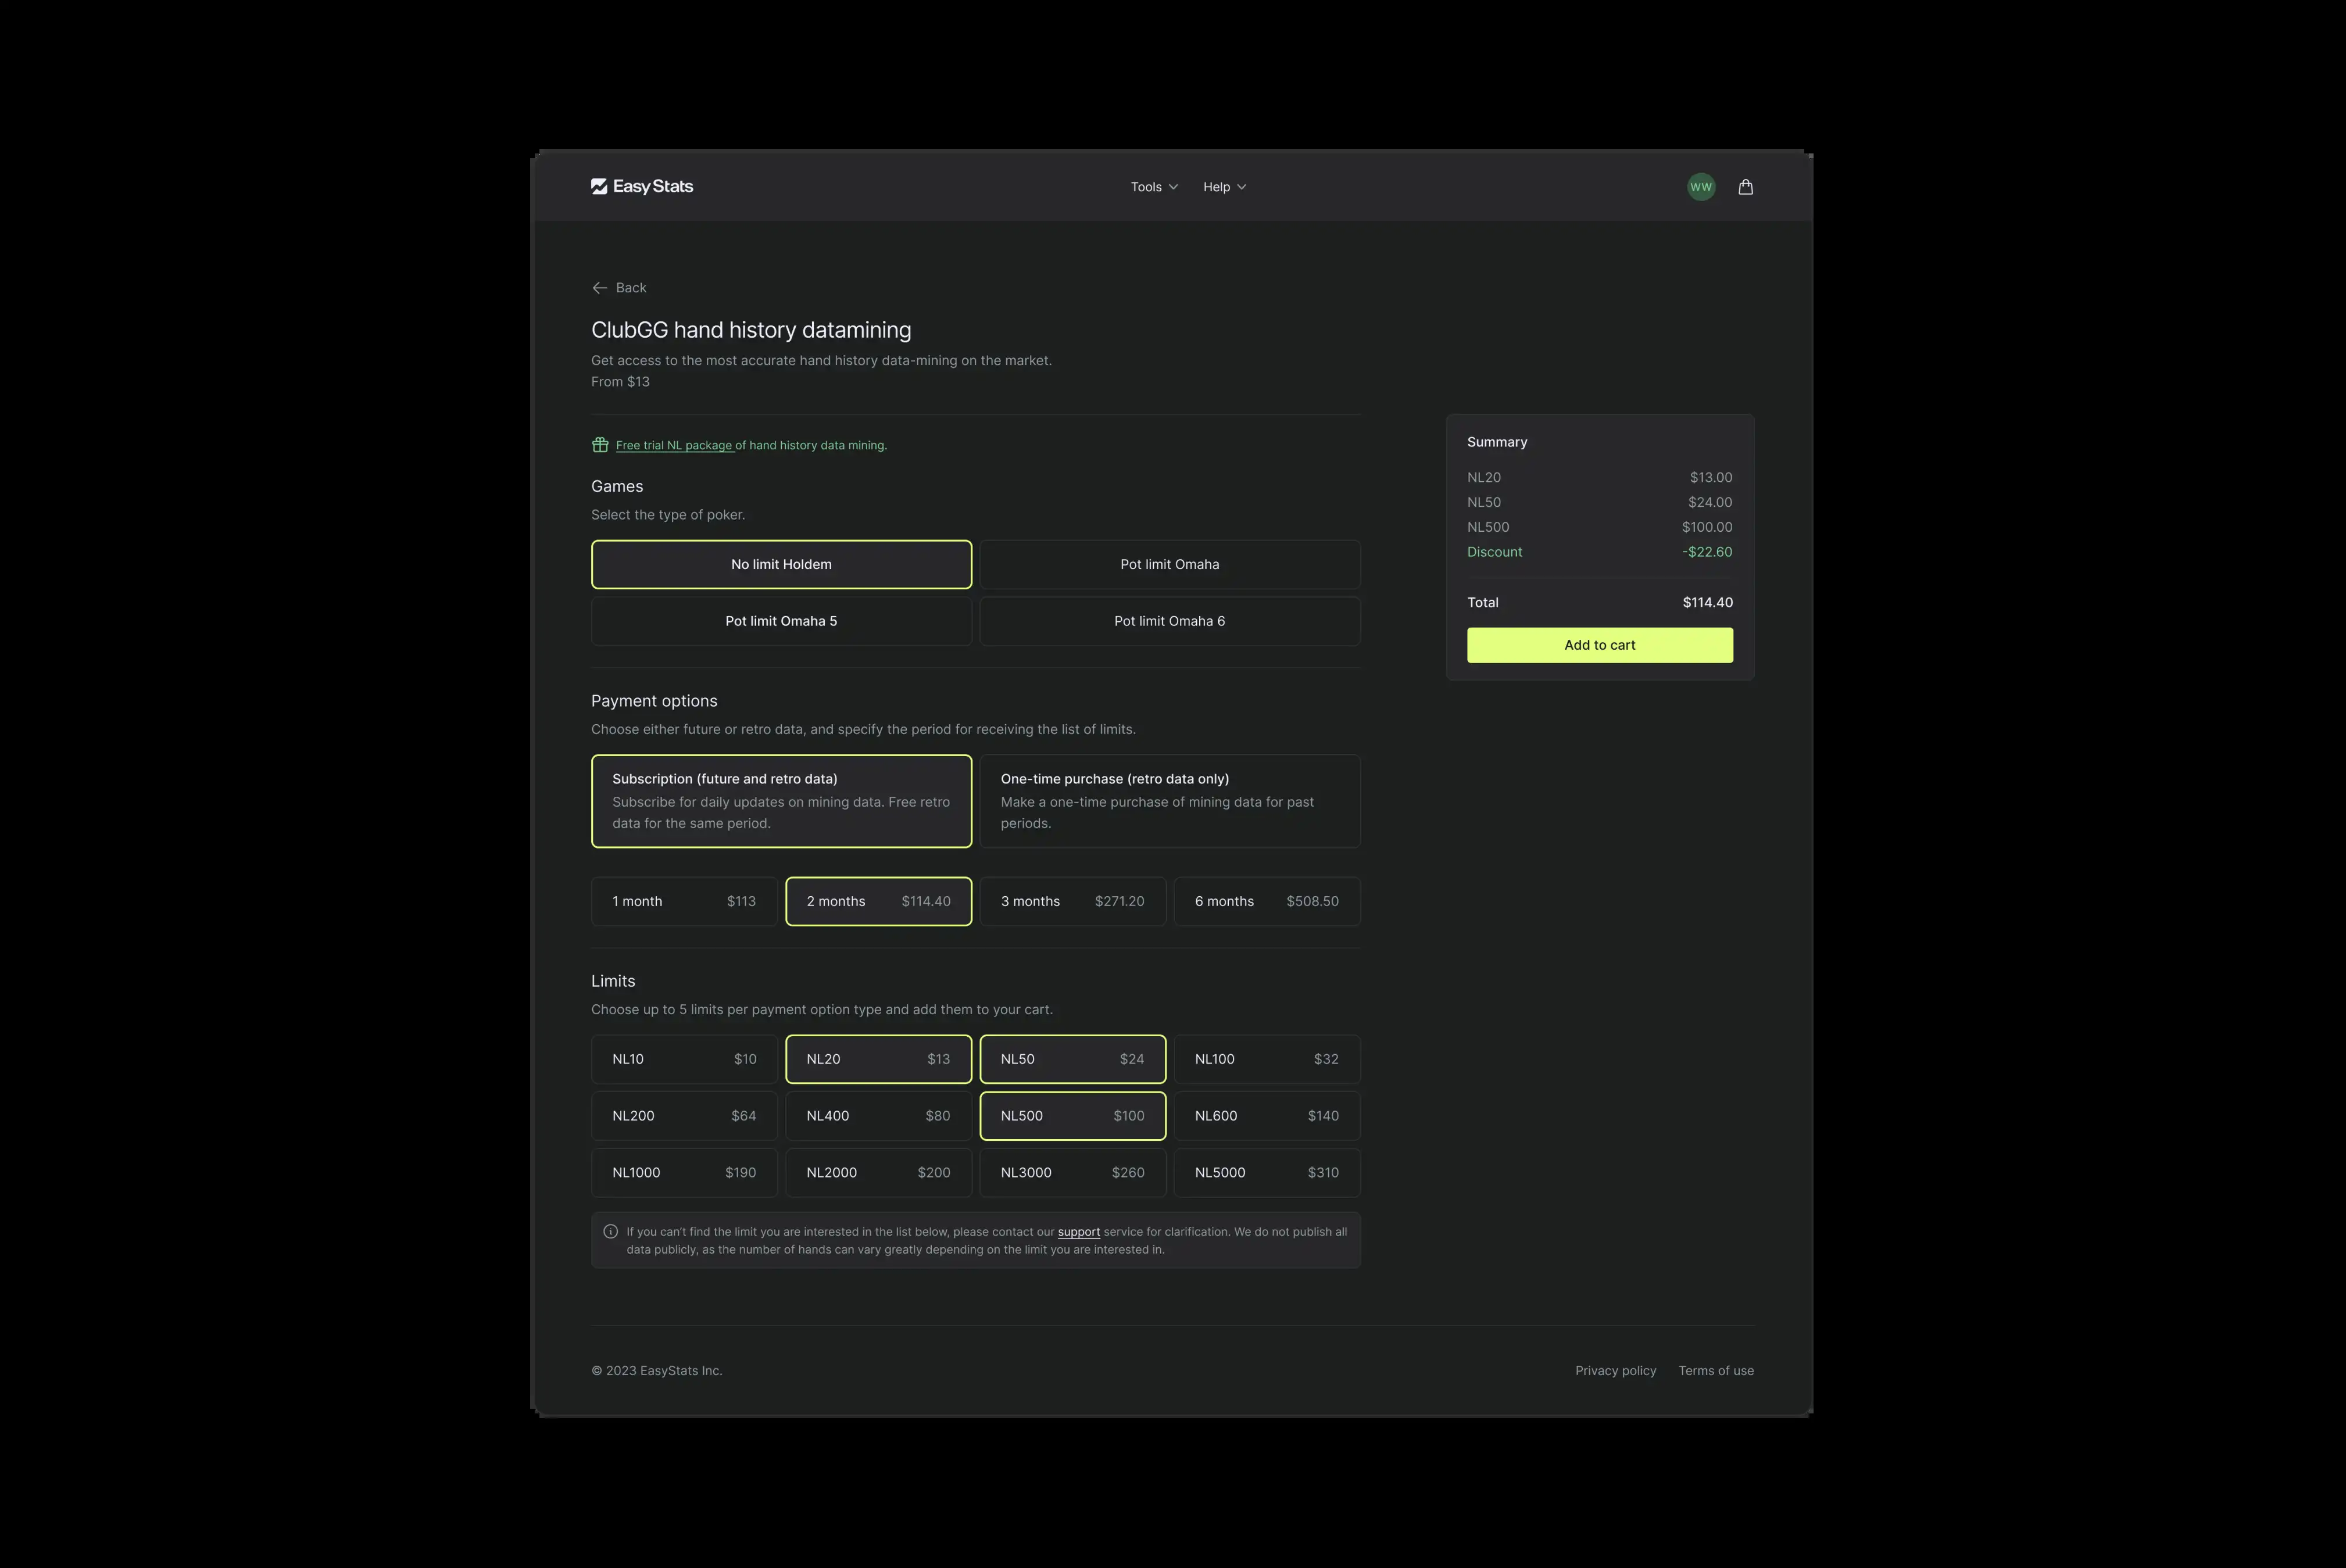 EasyStats
Tools
Help
WW
Back
ClubGG hand history datamining
Get access to the most accurate hand history data-mining on the market.
From $13
Free trial NL package of hand history data mining.
Games
Select the type of poker.
No limit Holdem
Pot limit Omaha
Pot limit Omaha 5
Pot limit Omaha 6
Payment options
Choose either future or retro data, and specify the period for receiving the list of limits.
Subscription (future and retro data)
Subscribe for daily updates on mining data. Free retro
data for the same period.
One-time purchase (retro data only)
Make a one-time purchase of mining data for past
periods.
1 month $113
2 months $114.40
3 months $271.20
6 months $508.50
Limits
Choose up to 5 limits per payment option type and add them to your cart.
NL10 $10
NL20 $13
NL50 $24
NL100 $32
NL200 $64
NL400 $80
NL500 $100
NL600 $140
NL1000 $190
NL2000 $200
NL3000 $260
NL5000 $310
If you can't find the limit you are interested in the list below, please contact our support service for clarification. We do not publish all
data publicly, as the number of hands can vary greatly depending on the limit you are interested in.
Summary
NL20 $13.00
NL50 $24.00
NL500 $100.00
Discount -$22.60
Total $114.40
Add to cart
© 2023 EasyStats Inc.
Privacy policy
Terms of use